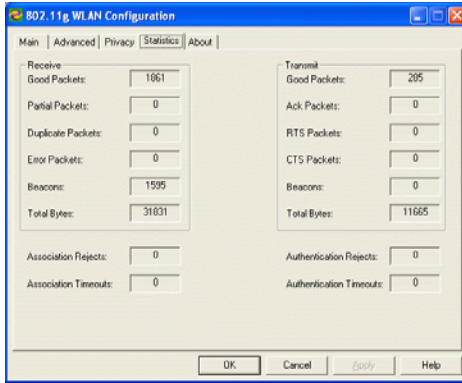 802.11g WLAN Configuration
Main Advanced Privacy Statistics About
Receive
Good Packets: 1861
Partial Packets: 0
Duplicate Packets: 0
Error Packets: 0
Beacons: 1595
Total Bytes: 31831
Association Rejects: 0
Association Timeouts: 0
Transmit
Good Packets: 285
Ack Packets: 0
RTS Packets: 0
CTS Packets: 0
Beacons: 0
Total Bytes: 11665
Authentication Rejects: 0
Authentication Timeouts: 0
OK Cancel Apply Help